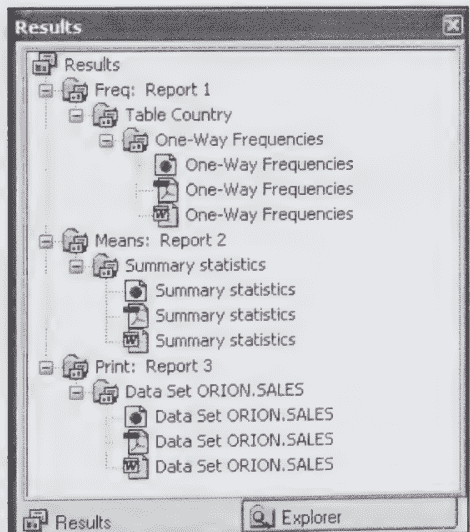 Results
Results
Freq: Report 1
Table Country
One-Way Frequencies
One-Way Frequencies
One-Way Frequencies
One-Way Frequencies
Means: Report 2
Summary statistics
Summary statistics
Summary statistics
Summary statistics
Print: Report 3
Data Set ORION.SALES
Data Set ORION.SALES
Data Set ORION.SALES
Data Set ORION.SALES
Results
Explorer